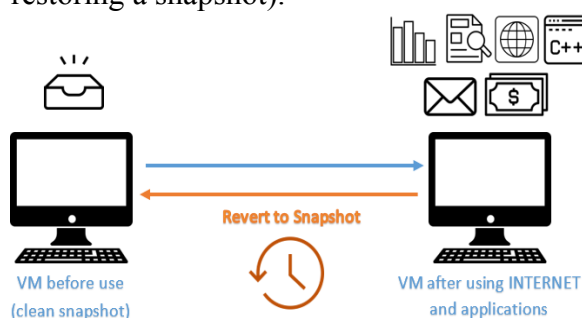 restoring a snapshot).
C++
$
Revert to Snapshot
VM before use
(clean snapshot)
VM after using INTERNET
and applications